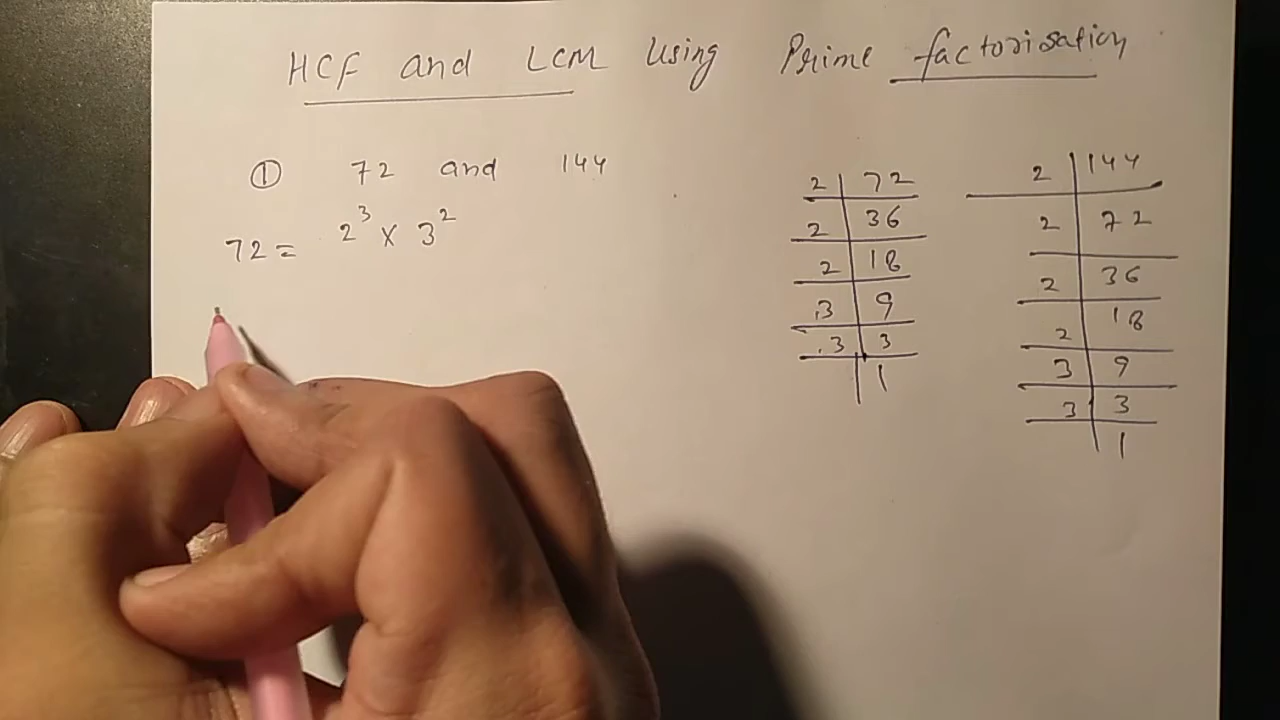 HCF and LCM Using Prime factorisation
① 72 and 144
72 = 2³ × 3²
2 | 72
2 | 36
2 | 18
3 | 9
3 | 3
| 1
2 | 144
2 | 72
2 | 36
2 | 18
3 | 9
3 | 3
| 1